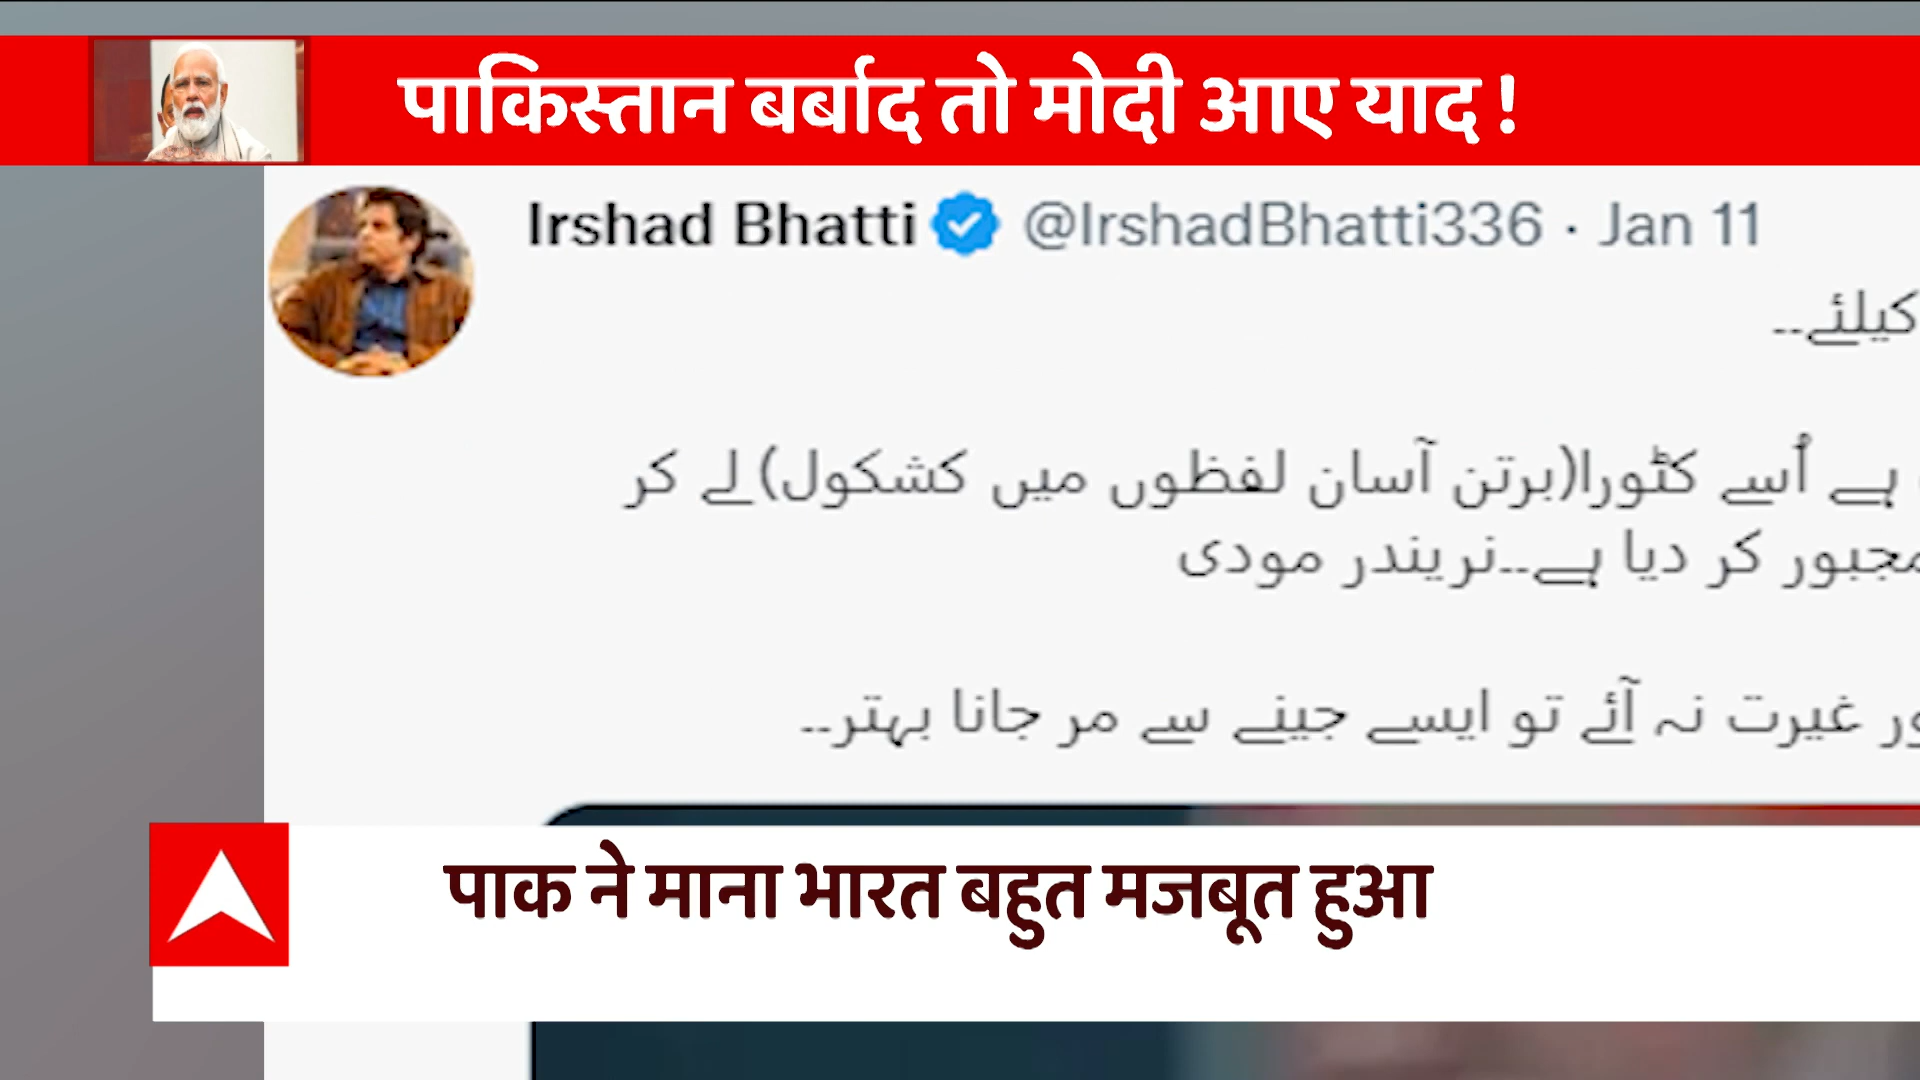 पाकिस्तान बर्बाद तो मोदी आए याद !
Irshad Bhatti @IrshadBhatti336 · Jan 11
کیلئے..
ہے اُسے کٹورا(برتن آسان لفظوں میں کشکول)لے کر
مجبور کر دیا ہے..نریندر مودی
غیرت نہ آئے تو ایسے جینے سے مر جانا بہتر..
पाक ने माना भारत बहुत मजबूत हुआ